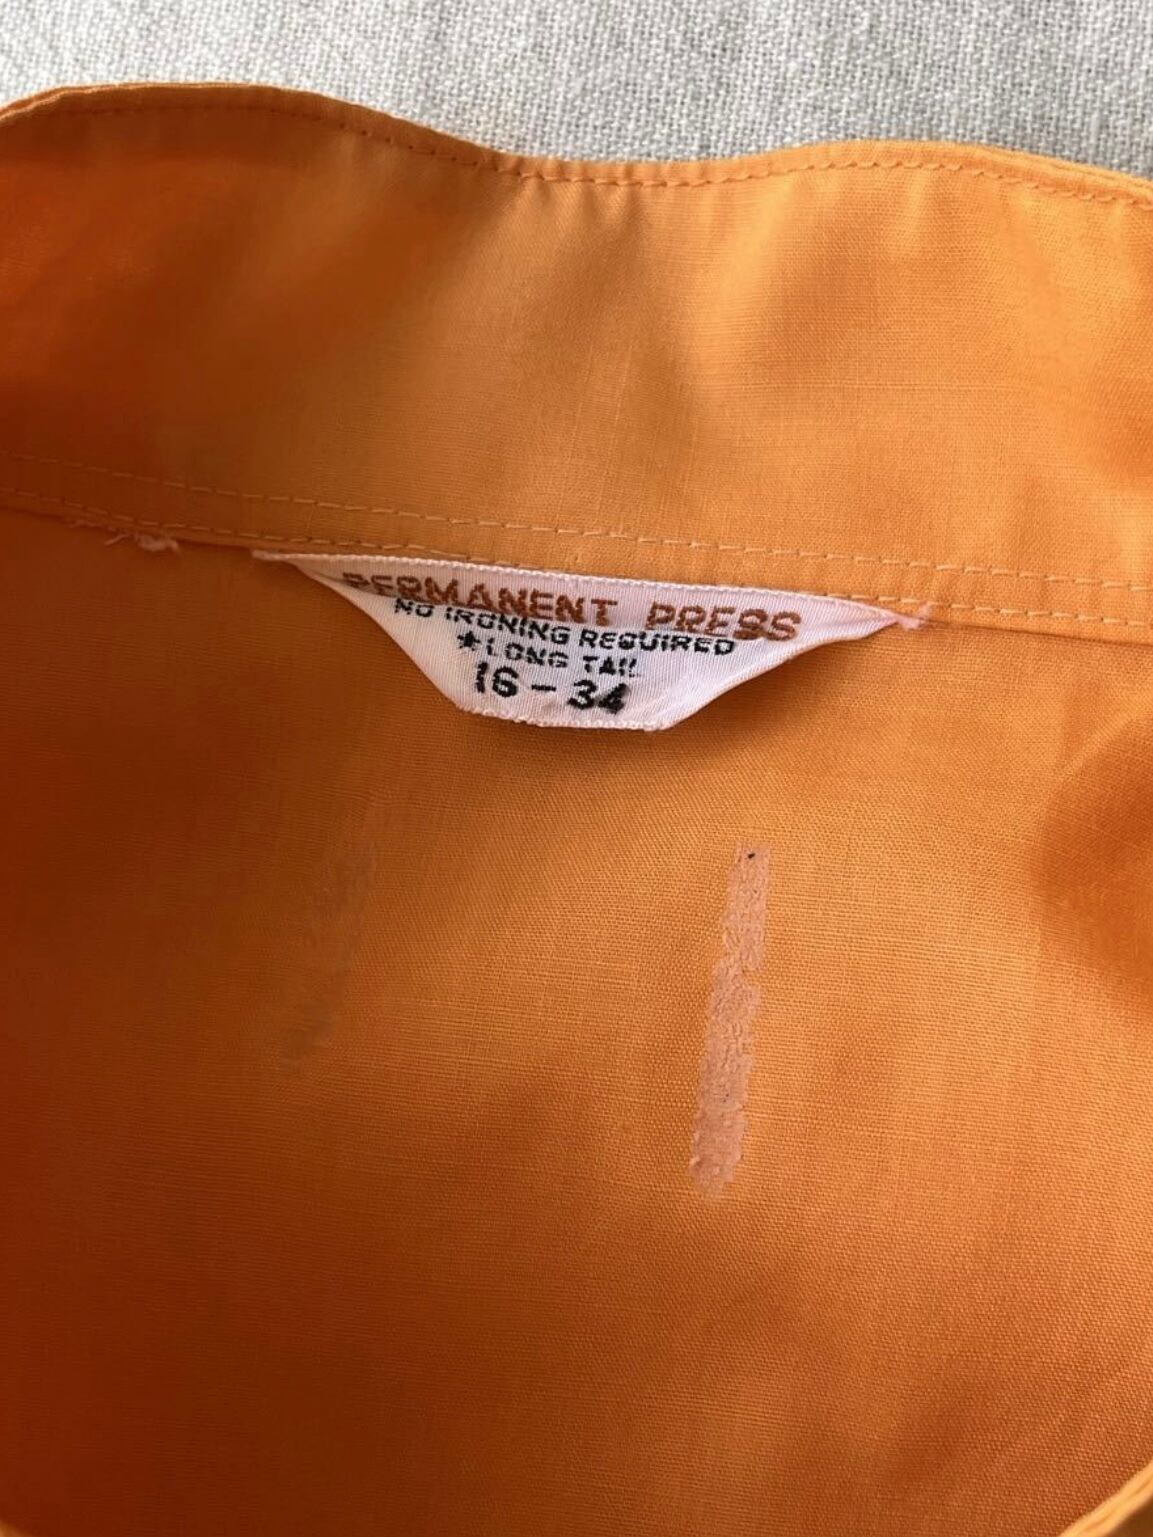 PERMANENT PRESS
NO IRONING REQUIRED
★LONG TAIL
16-34